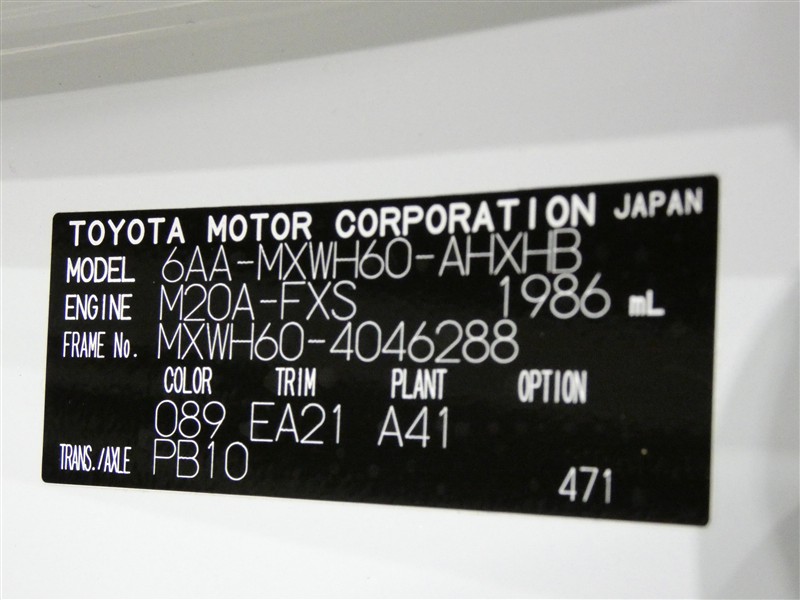 TOYOTA MOTOR CORPORATION JAPAN
MODEL 6AA-MXWH60-AHXHB
ENGINE M20A-FXS 1986 mL
FRAME No. MXWH60-4046288
COLOR TRIM PLANT OPTION
089 EA21 A41
TRANS./AXLE PB10
471